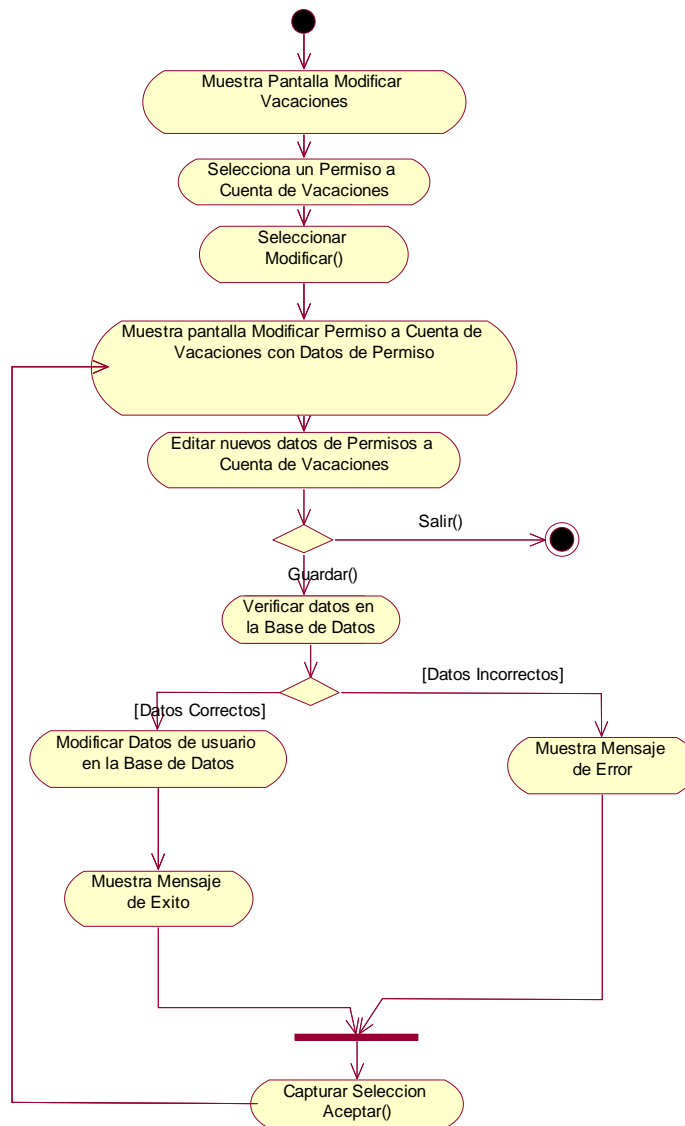 Muestra Pantalla Modificar
Vacaciones
Selecciona un Permiso a
Cuenta de Vacaciones
Seleccionar
Modificar()
Muestra pantalla Modificar Permiso a Cuenta de
Vacaciones con Datos de Permiso
Editar nuevos datos de Permisos a
Cuenta de Vacaciones
Salir()
Guardar()
Verificar datos en
la Base de Datos
[Datos Incorrectos]
[Datos Correctos]
Modificar Datos de usuario
en la Base de Datos
Muestra Mensaje
de Error
Muestra Mensaje
de Exito
Capturar Seleccion
Aceptar()